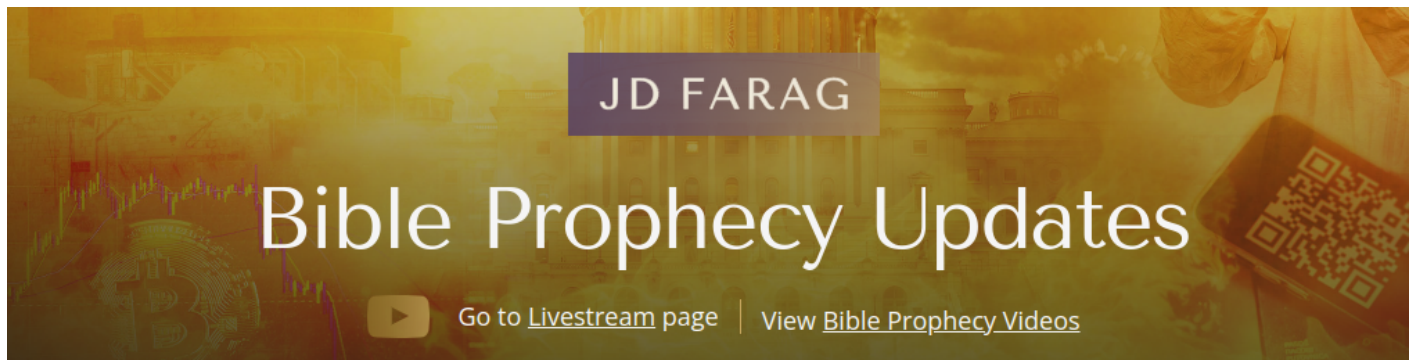 JD FARAG
Bible Prophecy Updates
Go to Livestream page | View Bible Prophecy Videos